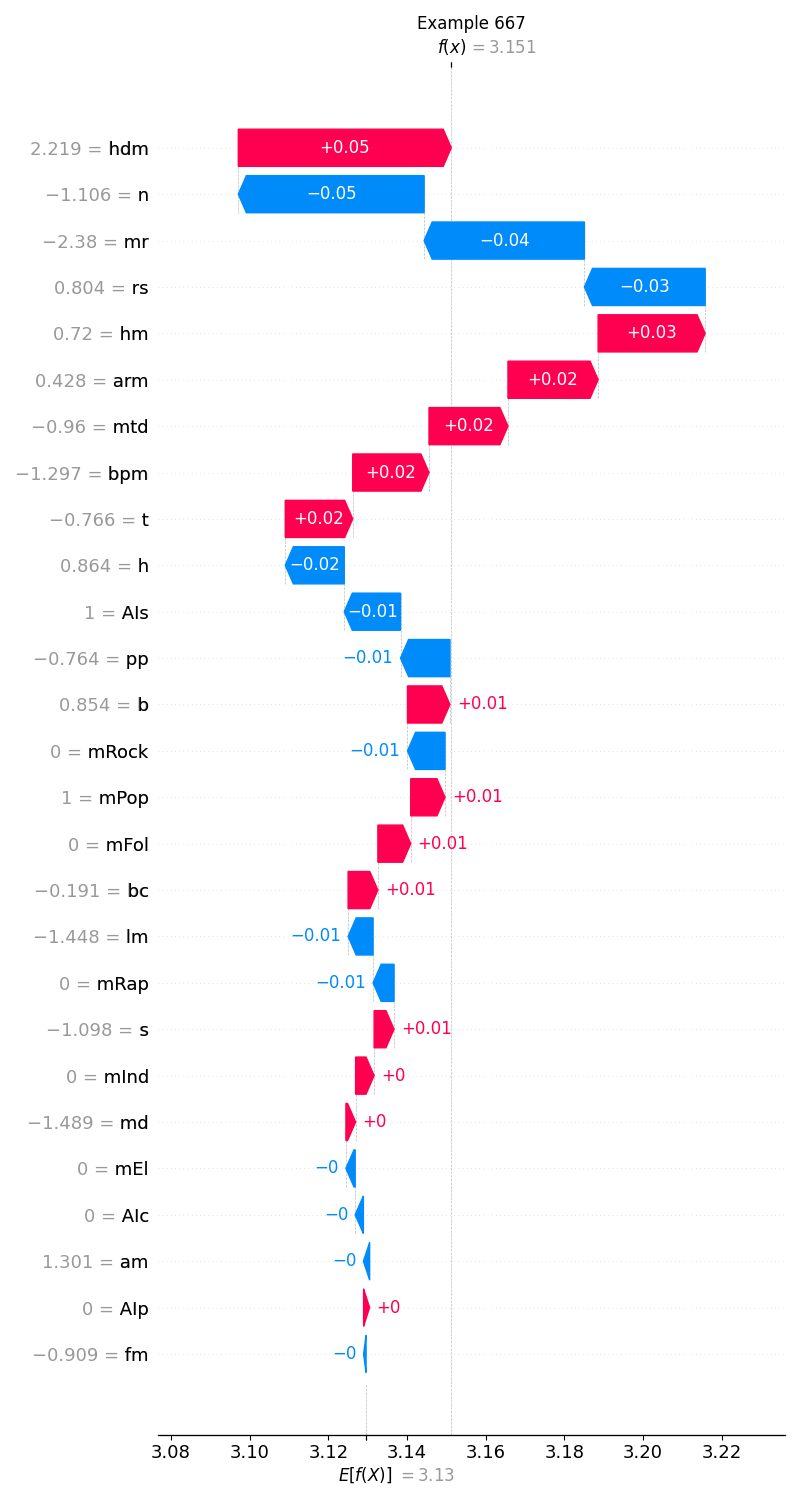 Example 667
f(x) = 3.151
2.219 = hdm +0.05
−1.106 = n −0.05
−2.38 = mr −0.04
0.804 = rs −0.03
0.72 = hm +0.03
0.428 = arm +0.02
−0.96 = mtd +0.02
−1.297 = bpm +0.02
−0.766 = t +0.02
0.864 = h −0.02
1 = AIs −0.01
−0.764 = pp −0.01
0.854 = b +0.01
0 = mRock −0.01
1 = mPop +0.01
0 = mFol +0.01
−0.191 = bc +0.01
−1.448 = lm −0.01
0 = mRap −0.01
−1.098 = s +0.01
0 = mInd +0
−1.489 = md +0
0 = mEl −0
0 = AIc −0
1.301 = am −0
0 = AIp +0
−0.909 = fm −0
3.08 3.10 3.12 3.14 3.16 3.18 3.20 3.22
E[f(X)] = 3.13